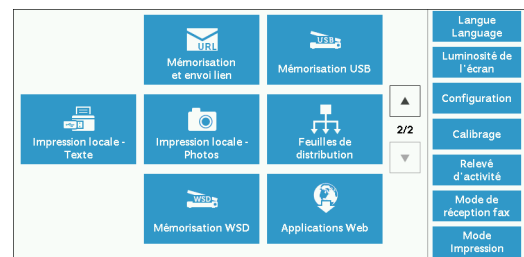 URL
Mémorisation
et envoi lien
USB
Mémorisation USB
Impression locale -
Texte
Impression locale -
Photos
Feuilles de
distribution
WSD
Mémorisation WSD
Applications Web
2/2
Langue
Language
Luminosité de
l'écran
Configuration
Calibrage
Relevé
d'activité
Mode de
réception fax
Mode
Impression